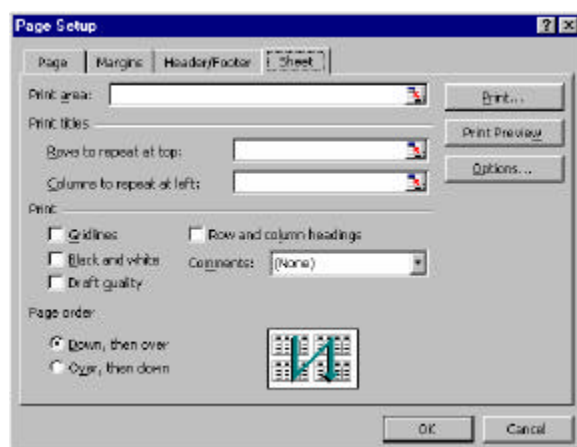 Page Setup
Page Margins Header/Footer Sheet
Print area:
Print...
Print titles
Print Preview
Rows to repeat at top:
Options...
Columns to repeat at left:
Print
Gridlines
Row and column headings
Black and white
Comments: (None)
Draft quality
Page order
Down, then over
Over, then down
OK Cancel